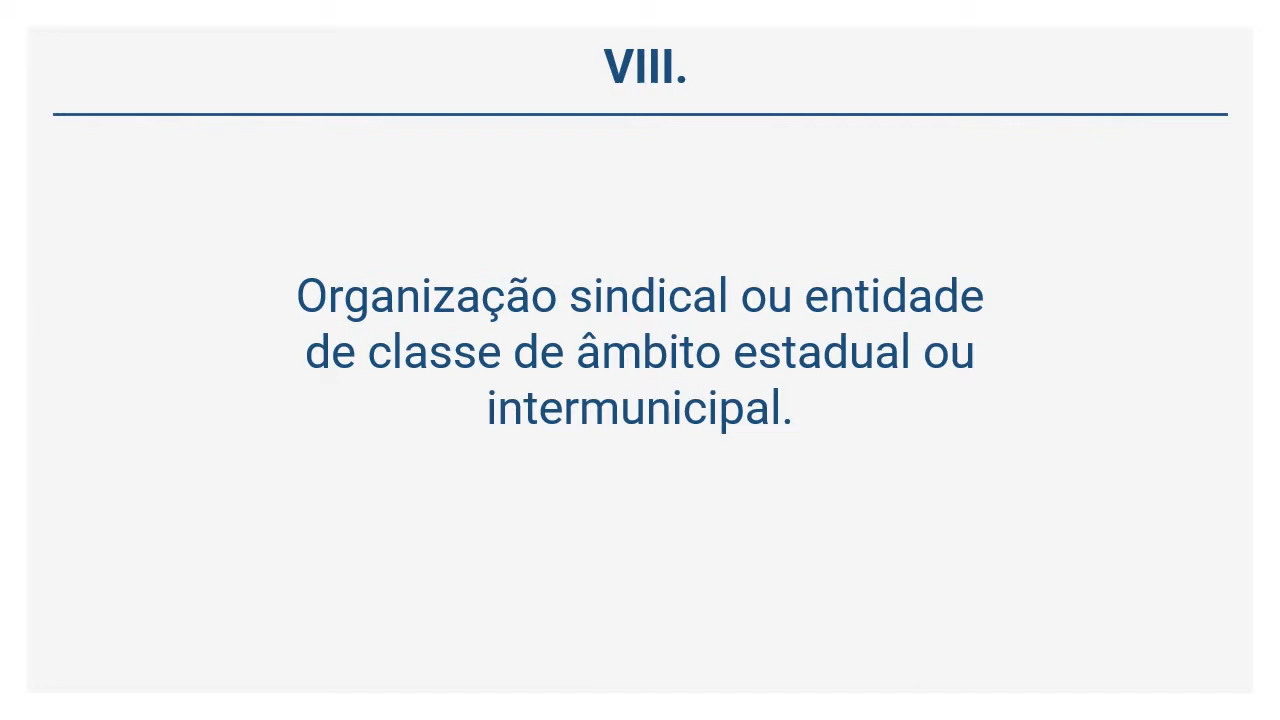 VIII.
Organização sindical ou entidade
de classe de âmbito estadual ou
intermunicipal.